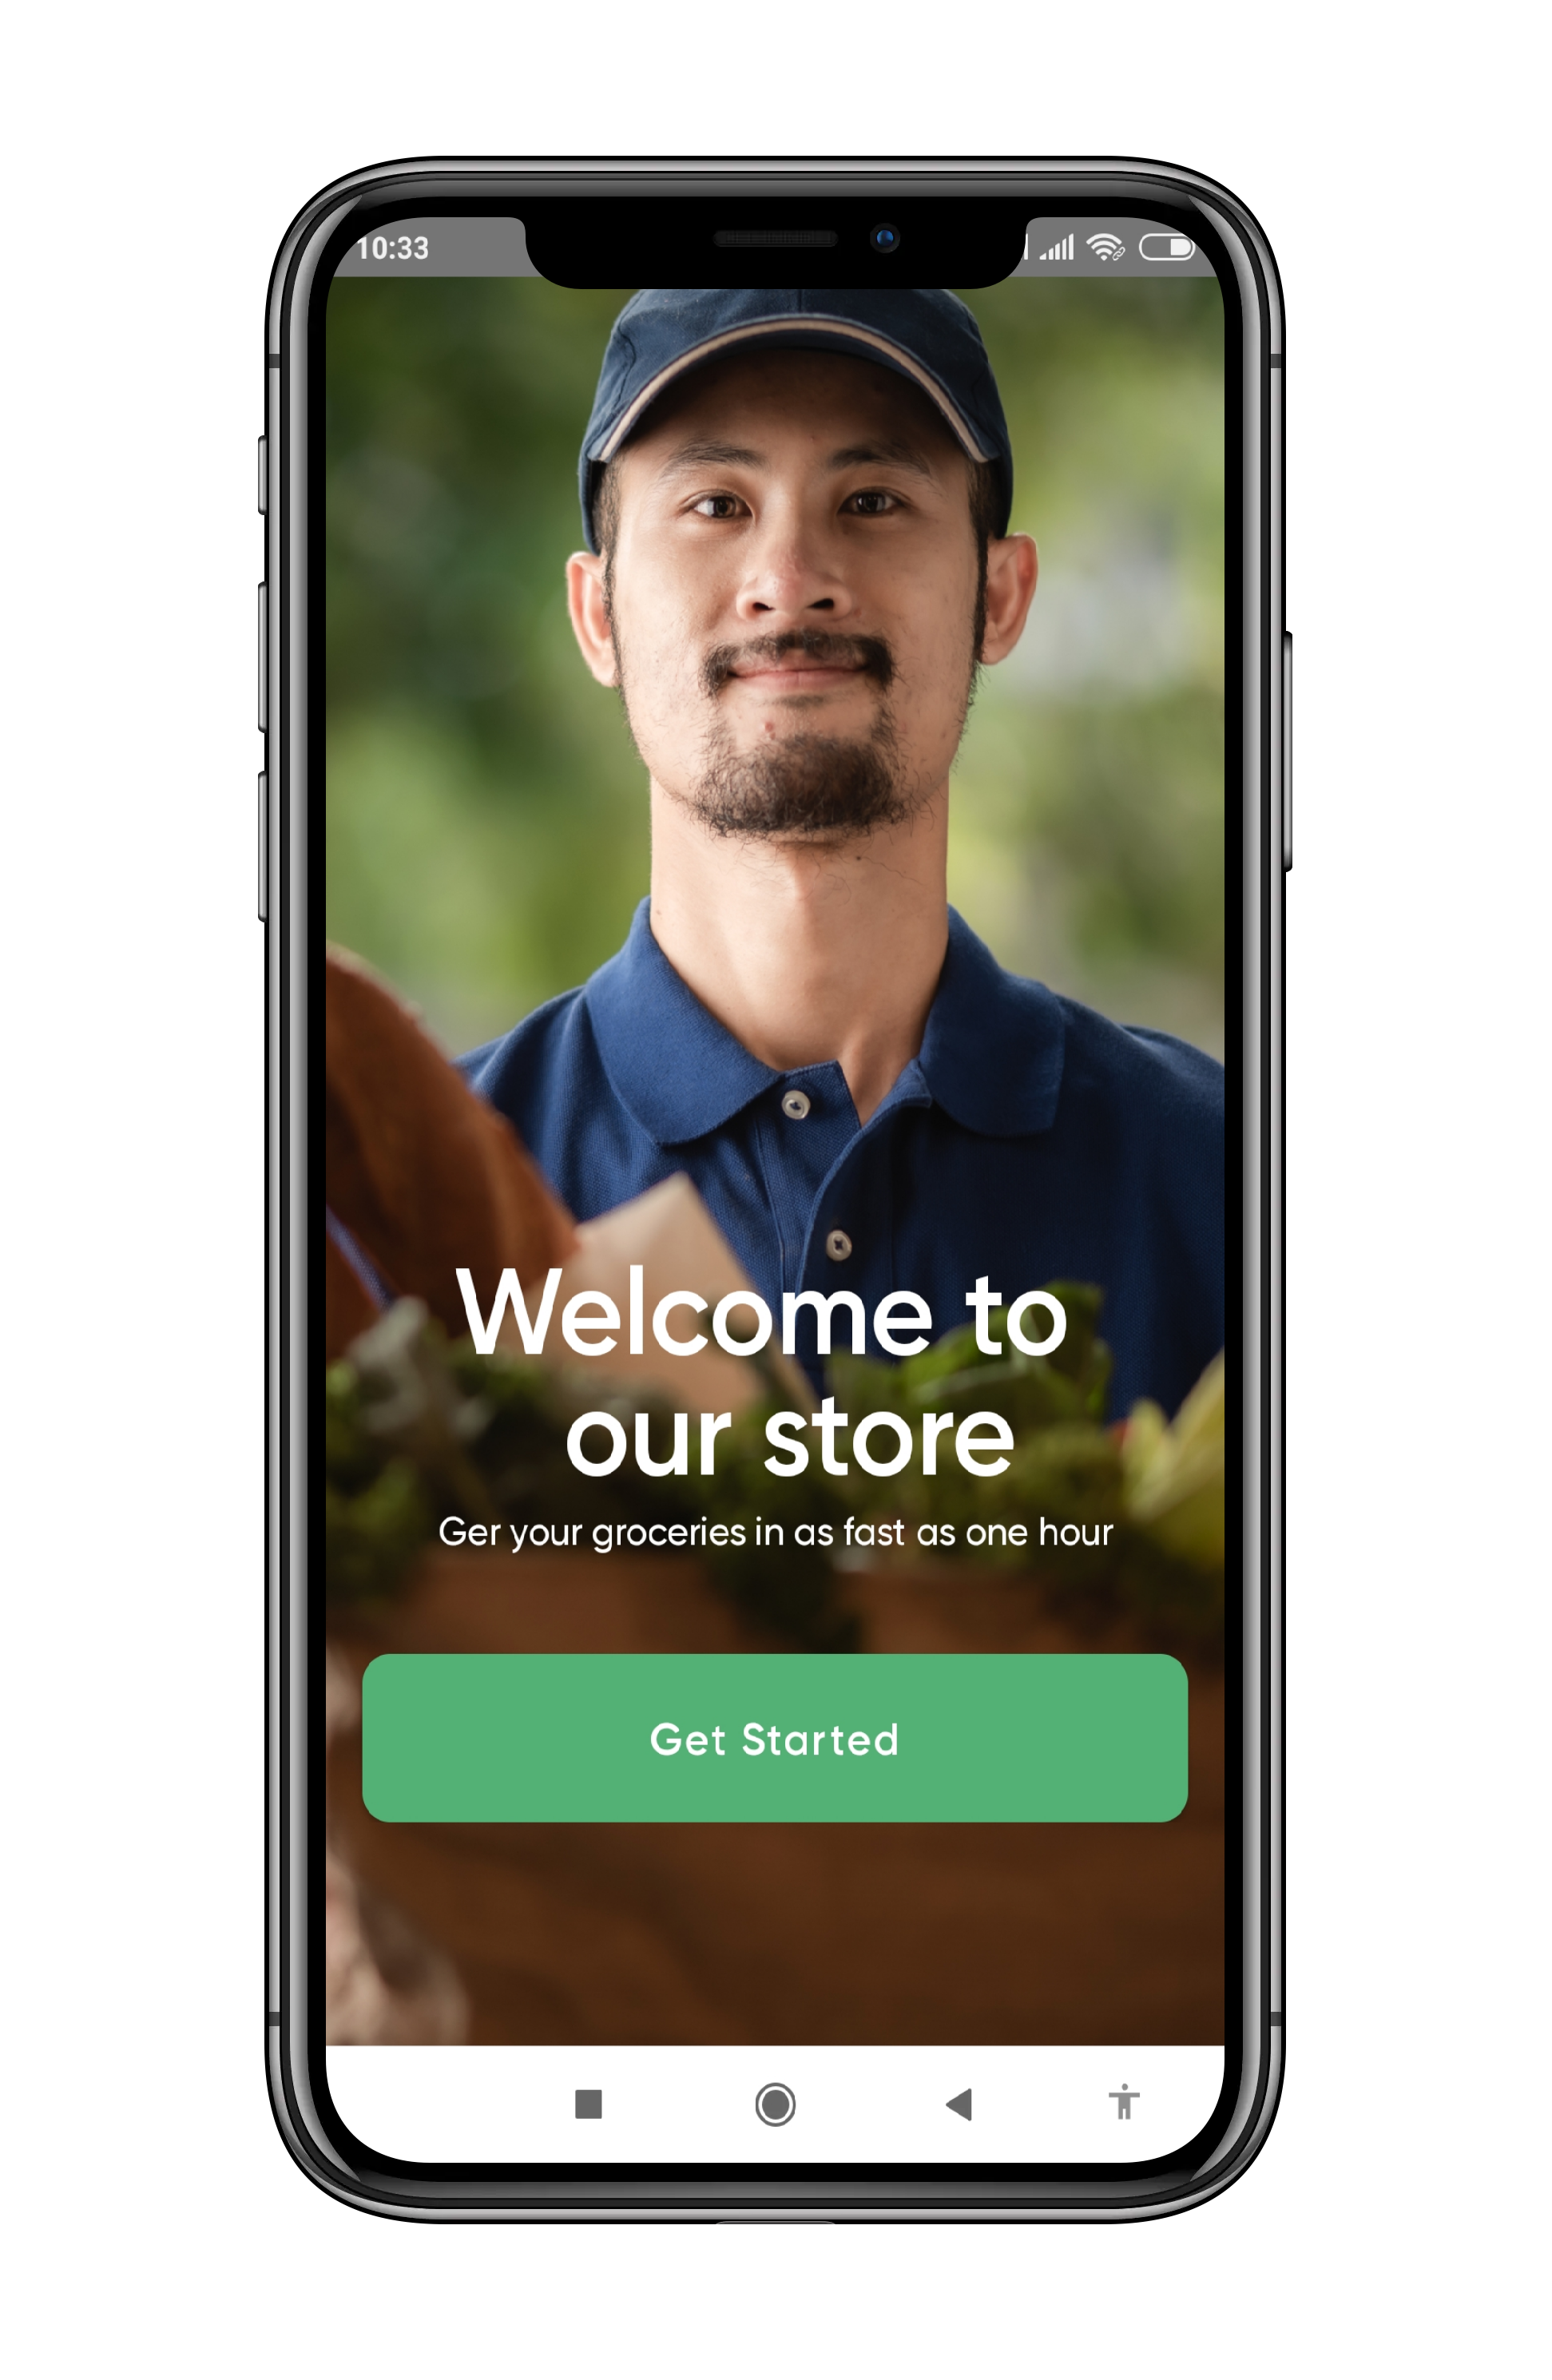 10:33
Welcome to
our store
Ger your groceries in as fast as one hour
Get Started